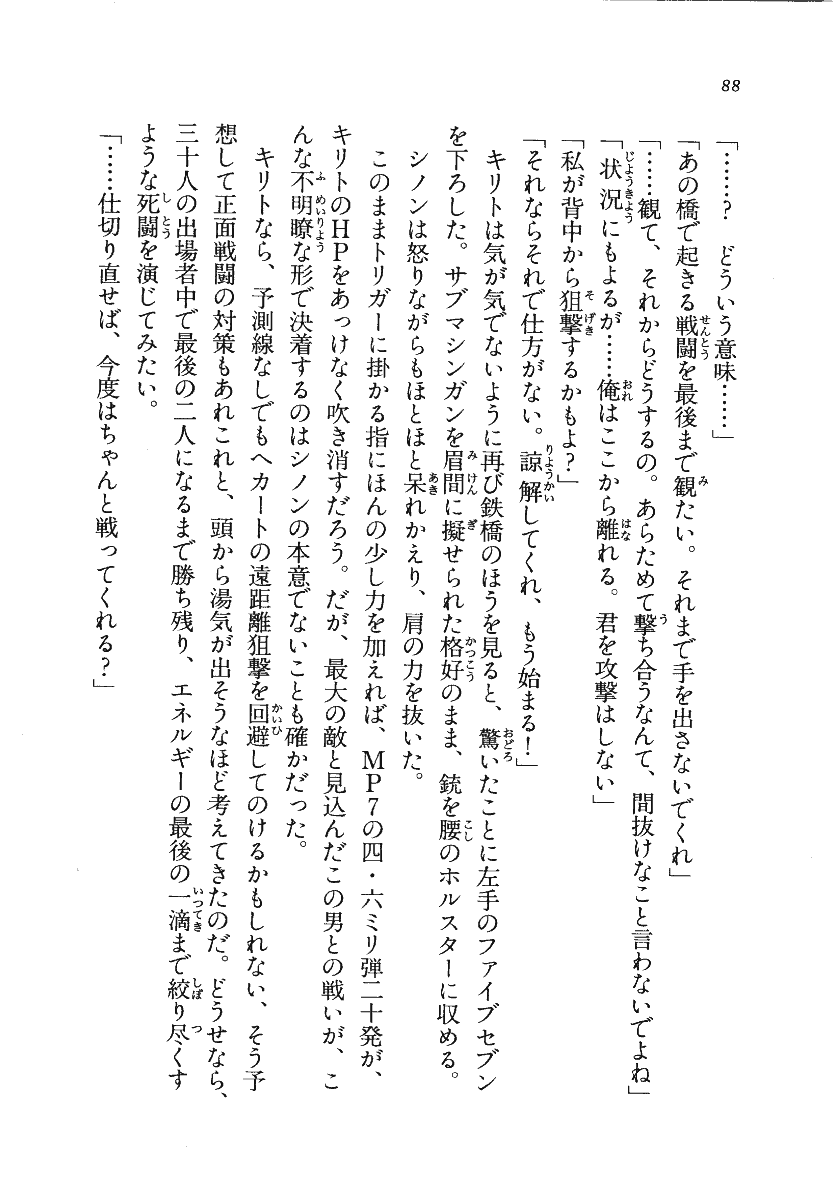 88
「……？　どういう意味……」
「あの橋で起きる戦闘を最後まで観たい。それまで手を出さないでくれ」
「……観て、それからどうするの。あらためて撃ち合うなんて、間抜けなこと言わないでよね」
「状況にもよるが……俺はここから離れる。君を攻撃はしない」
「私が背中から狙撃するかもよ？」
「それならそれで仕方がない。諒解してくれ、もう始まる！」
　キリトは気が気でないように再び鉄橋のほうを見ると、驚いたことに左手のファイブセブン
を下ろした。サブマシンガンを眉間に擬せられた格好のまま、銃を腰のホルスターに収める。
　シノンは怒りながらもほとほと呆れかえり、肩の力を抜いた。
　このままトリガーに掛かる指にほんの少し力を加えれば、ＭＰ７の四・六ミリ弾二十発が、
キリトのＨＰをあっけなく吹き消すだろう。だが、最大の敵と見込んだこの男との戦いが、こ
んな不明瞭な形で決着するのはシノンの本意でないことも確かだった。
　キリトなら、予測線なしでもヘカートの遠距離狙撃を回避してのけるかもしれない、そう予
想して正面戦闘の対策もあれこれと、頭から湯気が出そうなほど考えてきたのだ。どうせなら、
三十人の出場者中で最後の二人になるまで勝ち残り、エネルギーの最後の一滴まで絞り尽くす
ような死闘を演じてみたい。
「……仕切り直せば、今度はちゃんと戦ってくれる？」